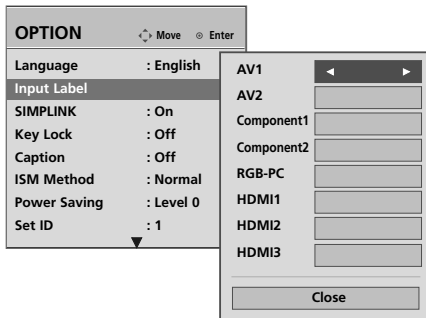 OPTION Move Enter
Language : English
Input Label
SIMPLINK : On
Key Lock : Off
Caption : Off
ISM Method : Normal
Power Saving : Level 0
Set ID : 1
AV1
AV2
Component1
Component2
RGB-PC
HDMI1
HDMI2
HDMI3
Close